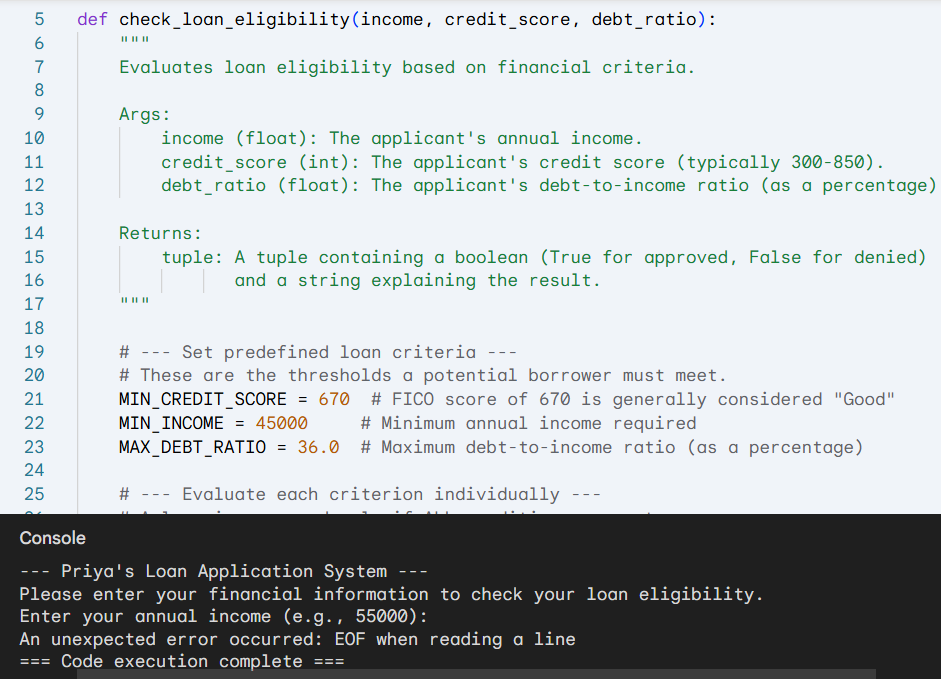 5 def check_loan_eligibility(income, credit_score, debt_ratio):
6 """
7 Evaluates loan eligibility based on financial criteria.
8
9 Args:
10 income (float): The applicant's annual income.
11 credit_score (int): The applicant's credit score (typically 300-850).
12 debt_ratio (float): The applicant's debt-to-income ratio (as a percentage)
13
14 Returns:
15 tuple: A tuple containing a boolean (True for approved, False for denied)
16 and a string explaining the result.
17 """
18
19 # --- Set predefined loan criteria ---
20 # These are the thresholds a potential borrower must meet.
21 MIN_CREDIT_SCORE = 670 # FICO score of 670 is generally considered "Good"
22 MIN_INCOME = 45000 # Minimum annual income required
23 MAX_DEBT_RATIO = 36.0 # Maximum debt-to-income ratio (as a percentage)
24
25 # --- Evaluate each criterion individually ---
Console
--- Priya's Loan Application System ---
Please enter your financial information to check your loan eligibility.
Enter your annual income (e.g., 55000):
An unexpected error occurred: EOF when reading a line
=== Code execution complete ===